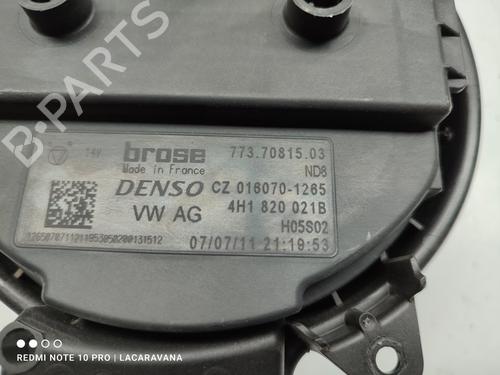 B-PARTS
14V brose 773.70815.03
Made in France ND8
DENSO CZ 016070-1265
VW AG 4H1 820 021B
H05S02
07/07/11 21:19:53
REDMI NOTE 10 PRO | LACARAVANA